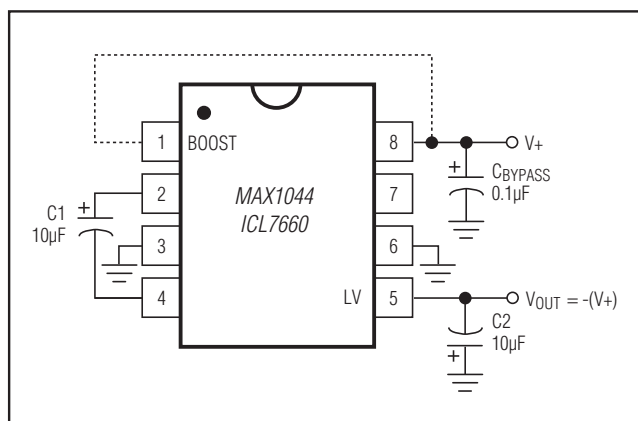 1 BOOST
2
3
4
MAX1044
ICL7660
8
7
6
LV 5
C1
10µF
V+
CBYPASS
0.1µF
VOUT = -(V+)
C2
10µF
+
+
+